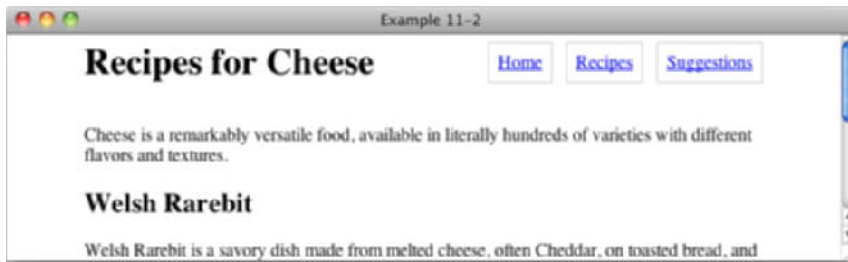 Example 11-2
Recipes for Cheese Home Recipes Suggestions
Cheese is a remarkably versatile food, available in literally hundreds of varieties with different
flavors and textures.
Welsh Rarebit
Welsh Rarebit is a savory dish made from melted cheese, often Cheddar, on toasted bread, and